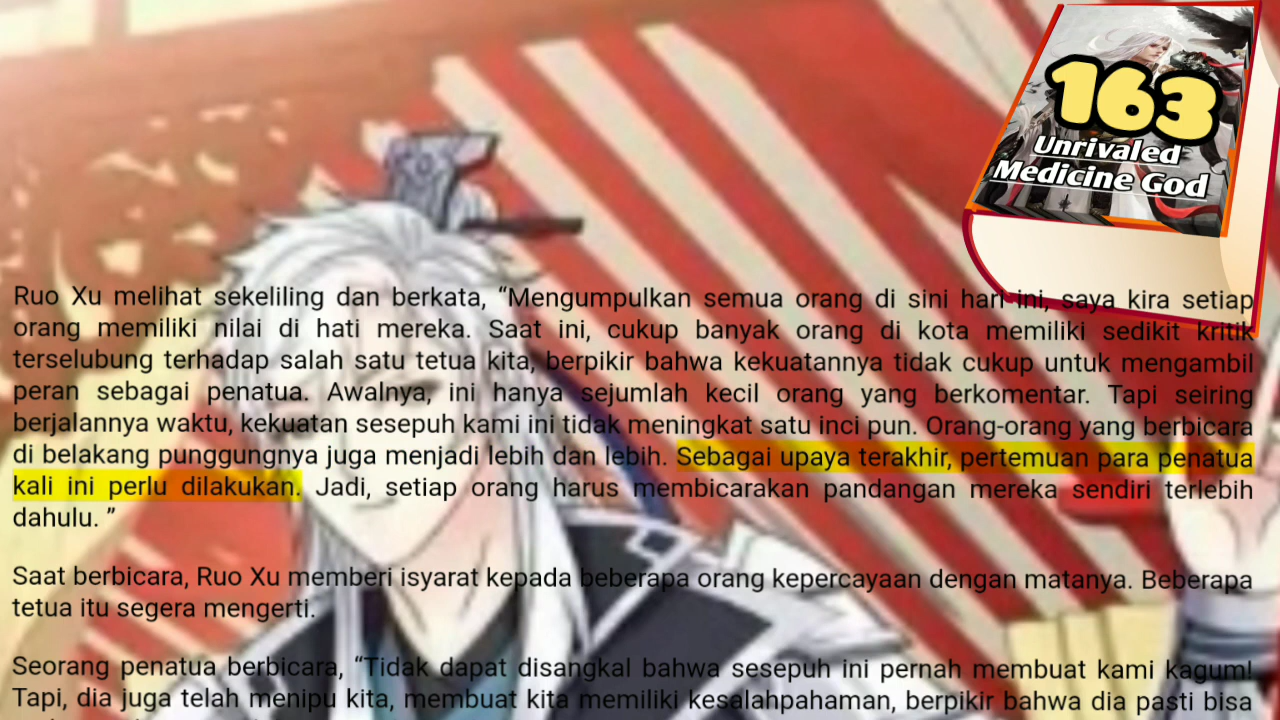 163
Unrivaled
Medicine God
Ruo Xu melihat sekeliling dan berkata, “Mengumpulkan semua orang di sini hari ini, saya kira setiap
orang memiliki nilai di hati mereka. Saat ini, cukup banyak orang di kota memiliki sedikit kritik
terselubung terhadap salah satu tetua kita, berpikir bahwa kekuatannya tidak cukup untuk mengambil
peran sebagai penatua. Awalnya, ini hanya sejumlah kecil orang yang berkomentar. Tapi seiring
berjalannya waktu, kekuatan sesepuh kami ini tidak meningkat satu inci pun. Orang-orang yang berbicara
di belakang punggungnya juga menjadi lebih dan lebih. Sebagai upaya terakhir, pertemuan para penatua
kali ini perlu dilakukan. Jadi, setiap orang harus membicarakan pandangan mereka sendiri terlebih
dahulu. ”
Saat berbicara, Ruo Xu memberi isyarat kepada beberapa orang kepercayaan dengan matanya. Beberapa
tetua itu segera mengerti.
Seorang penatua berbicara, “Tidak dapat disangkal bahwa sesepuh ini pernah membuat kami kagum!
Tapi, dia juga telah menipu kita, membuat kita memiliki kesalahpahaman, berpikir bahwa dia pasti bisa